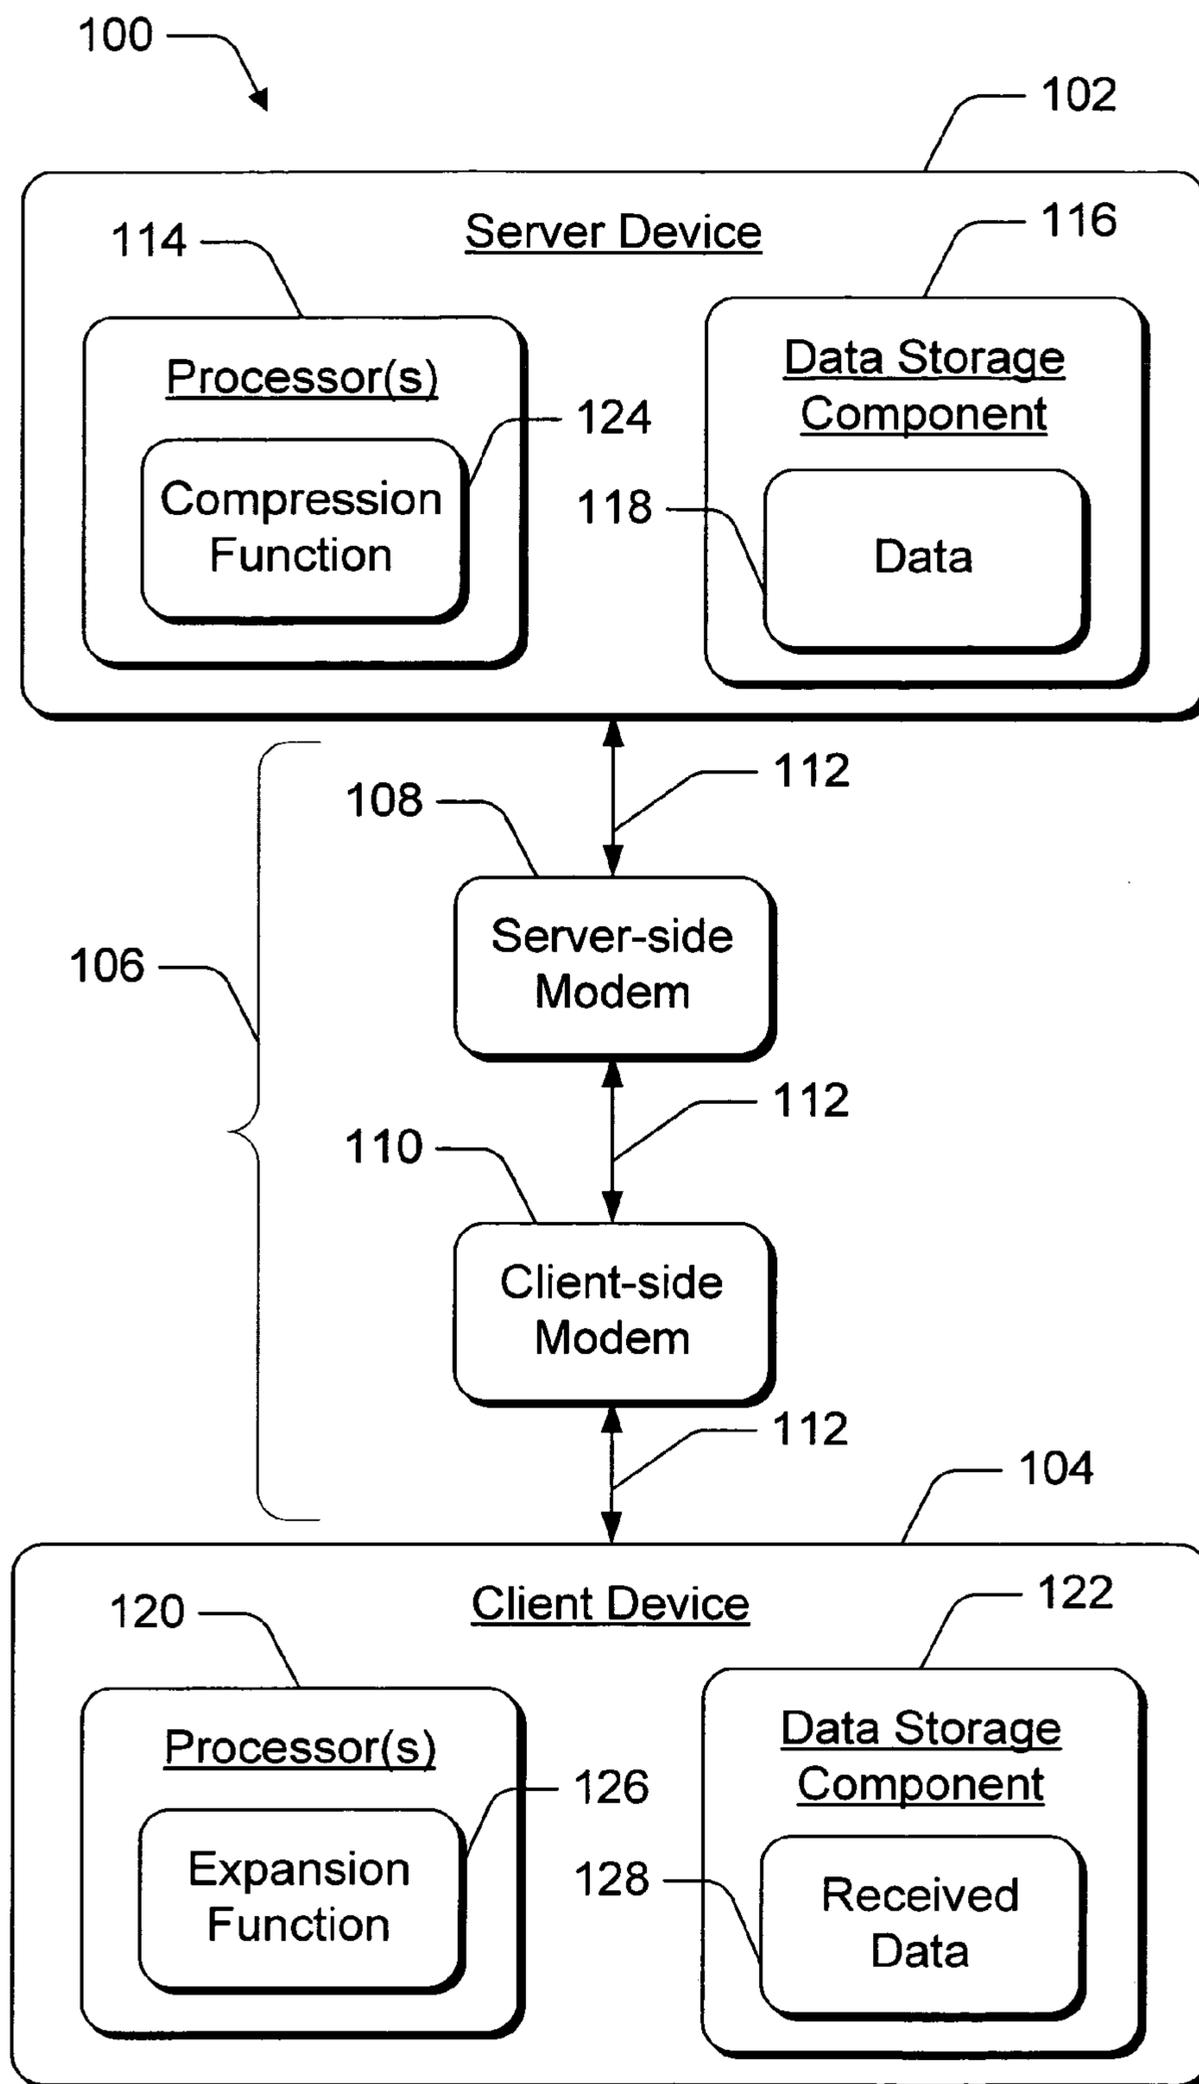 100
102
Server Device
114
116
Processor(s)
Data Storage
Component
124
Compression
Function
118
Data
112
108
Server-side
Modem
106
112
110
Client-side
Modem
112
104
Client Device
120
122
Processor(s)
Data Storage
Component
126
Expansion
Function
128
Received
Data